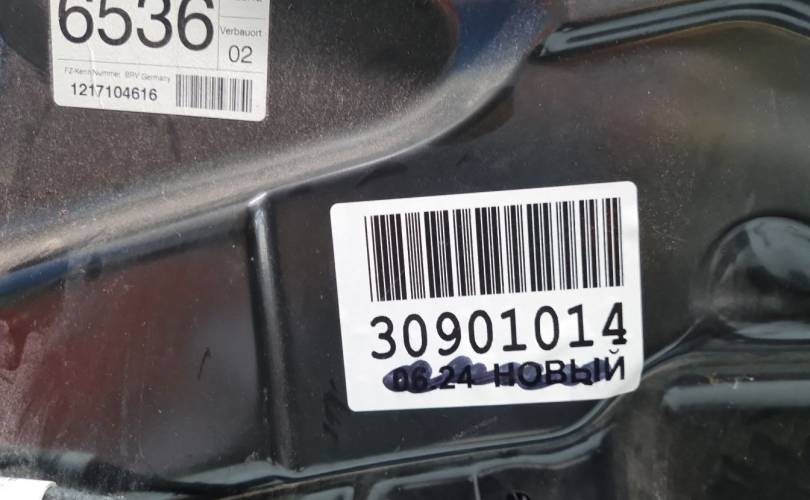 6536
Verbauort
02
FZ-Kenn Nummer BRV Germany
1217104616
30901014
06.24 НОВЫЙ